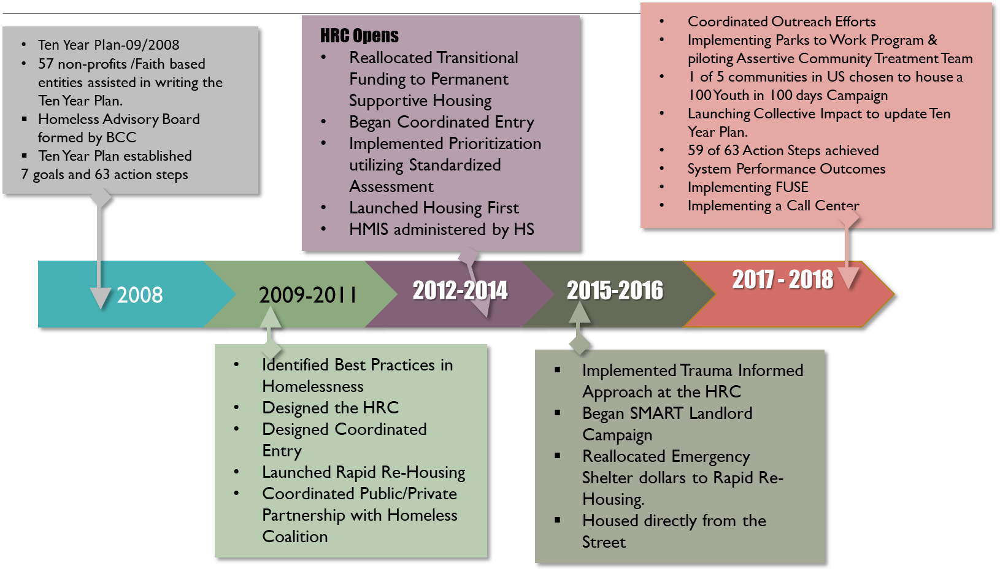 • Ten Year Plan-09/2008
• 57 non-profits /Faith based
entities assisted in writing the
Ten Year Plan.
▪ Homeless Advisory Board
formed by BCC
▪ Ten Year Plan established
7 goals and 63 action steps
HRC Opens
• Reallocated Transitional
Funding to Permanent
Supportive Housing
• Began Coordinated Entry
• Implemented Prioritization
utilizing Standardized
Assessment
• Launched Housing First
• HMIS administered by HS
• Coordinated Outreach Efforts
• Implementing Parks to Work Program &
piloting Assertive Community Treatment Team
• 1 of 5 communities in US chosen to house a
100 Youth in 100 days Campaign
• Launching Collective Impact to update Ten
Year Plan.
• 59 of 63 Action Steps achieved
• System Performance Outcomes
• Implementing FUSE
• Implementing a Call Center
2008
2009-2011
2012-2014
2015-2016
2017 - 2018
• Identified Best Practices in
Homelessness
• Designed the HRC
• Designed Coordinated
Entry
• Launched Rapid Re-Housing
• Coordinated Public/Private
Partnership with Homeless
Coalition
▪ Implemented Trauma Informed
Approach at the HRC
▪ Began SMART Landlord
Campaign
▪ Reallocated Emergency
Shelter dollars to Rapid Re-
Housing.
▪ Housed directly from the
Street